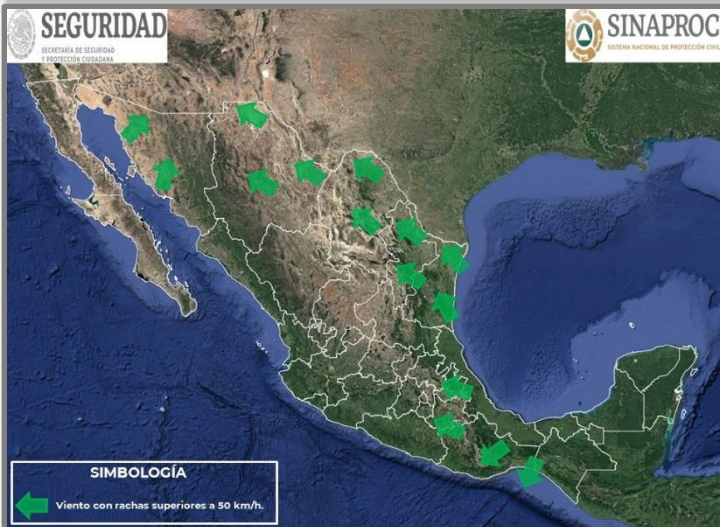 SEGURIDAD
SECRETARÍA DE SEGURIDAD
Y PROTECCIÓN CIUDADANA
SINAPROC
SISTEMA NACIONAL DE PROTECCIÓN CIVIL
SIMBOLOGÍA
Viento con rachas superiores a 50 km/h.